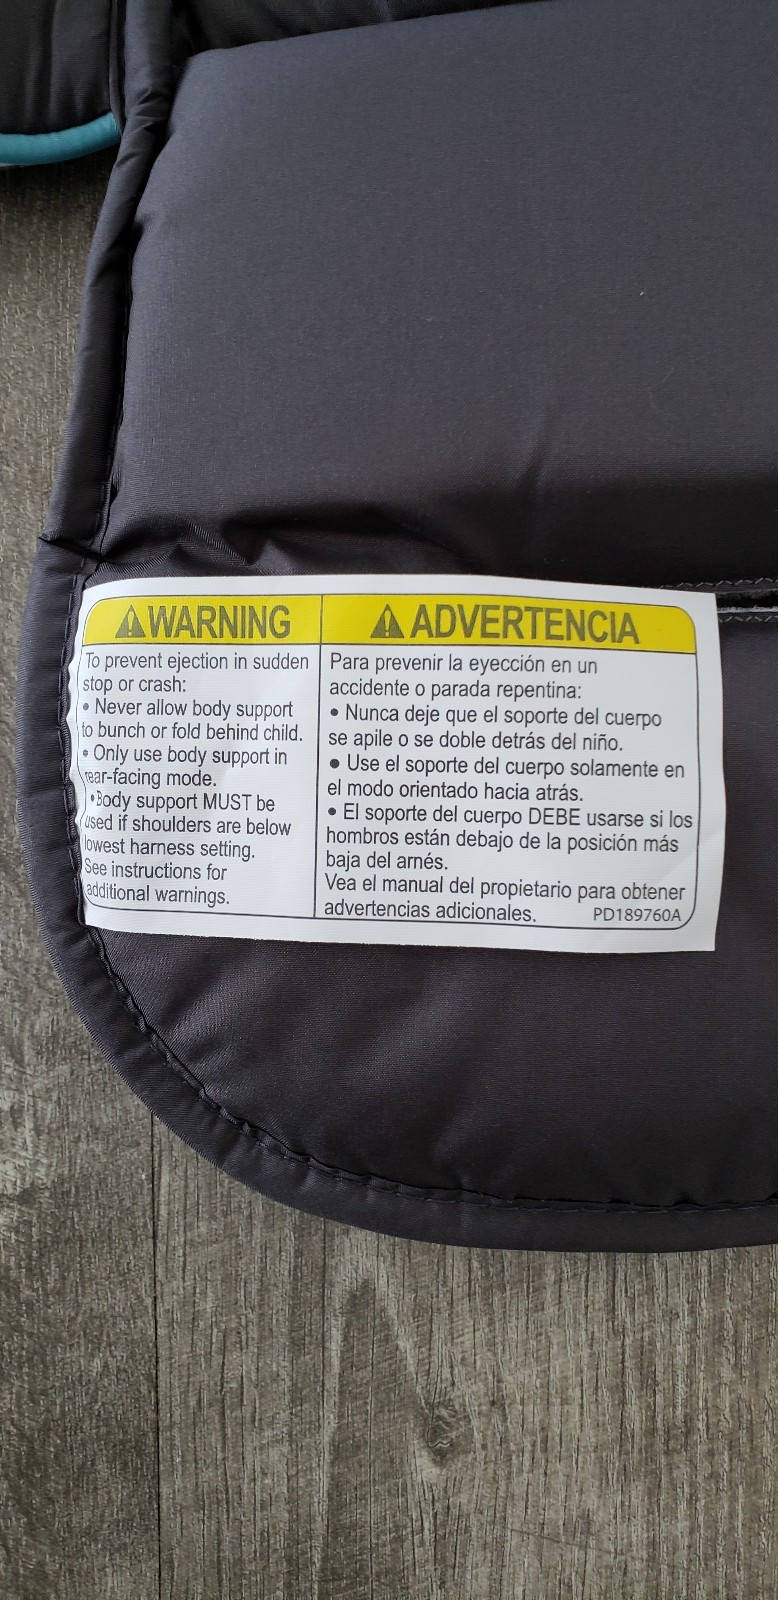 WARNING
To prevent ejection in sudden
stop or crash:
• Never allow body support
to bunch or fold behind child.
• Only use body support in
rear-facing mode.
• Body support MUST be
used if shoulders are below
lowest harness setting.
See instructions for
additional warnings.
ADVERTENCIA
Para prevenir la eyección en un
accidente o parada repentina:
• Nunca deje que el soporte del cuerpo
se apile o se doble detrás del niño.
• Use el soporte del cuerpo solamente en
el modo orientado hacia atrás.
• El soporte del cuerpo DEBE usarse si los
hombros están debajo de la posición más
baja del arnés.
Vea el manual del propietario para obtener
advertencias adicionales.
PD189760A